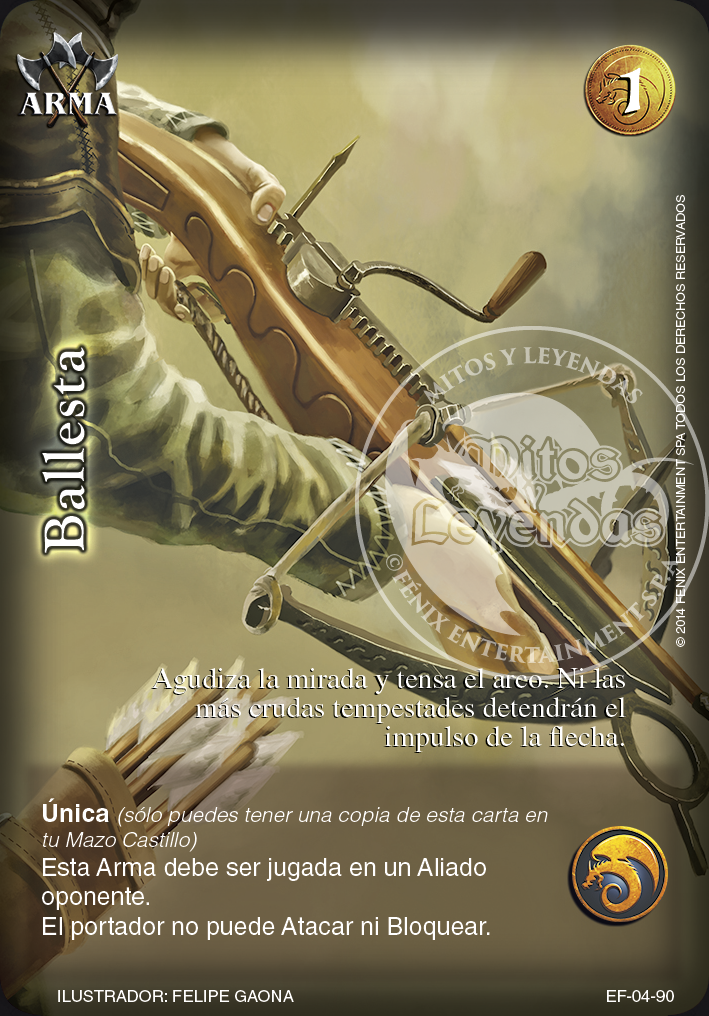 ARMA
1
© 2014 FÉNIX ENTERTAINMENT SPA TODOS LOS DERECHOS RESERVADOS
Ballesta
MITOS Y LEYENDAS
Mitos
Leyendas
© FÉNIX ENTERTAINMENT SPA
Agudiza la mirada y tensa el arco. Ni las
más crudas tempestades detendrán el
impulso de la flecha.
Única (sólo puedes tener una copia de esta carta en
tu Mazo Castillo)
Esta Arma debe ser jugada en un Aliado
oponente.
El portador no puede Atacar ni Bloquear.
ILUSTRADOR: FELIPE GAONA
EF-04-90